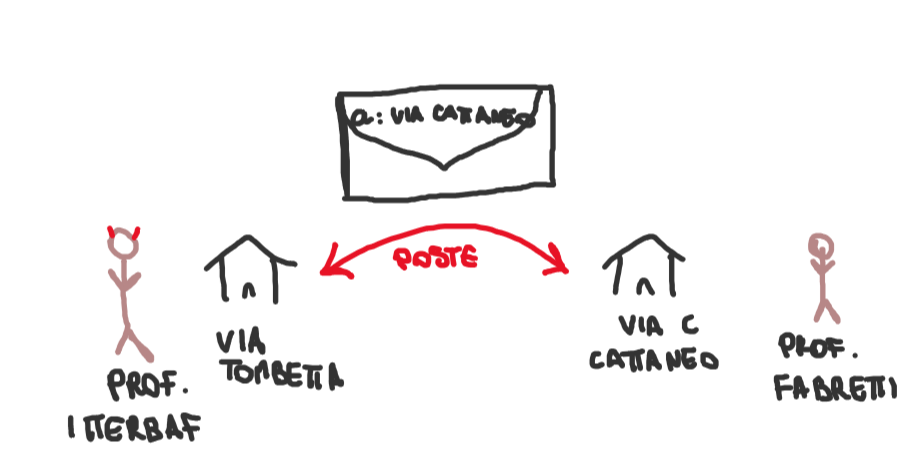 a: VIA CATTANEO
POSTE
VIA
TOMBETTA
VIA C
CATTANEO
PROF.
ITTERBAF
PROF.
FABRETTI